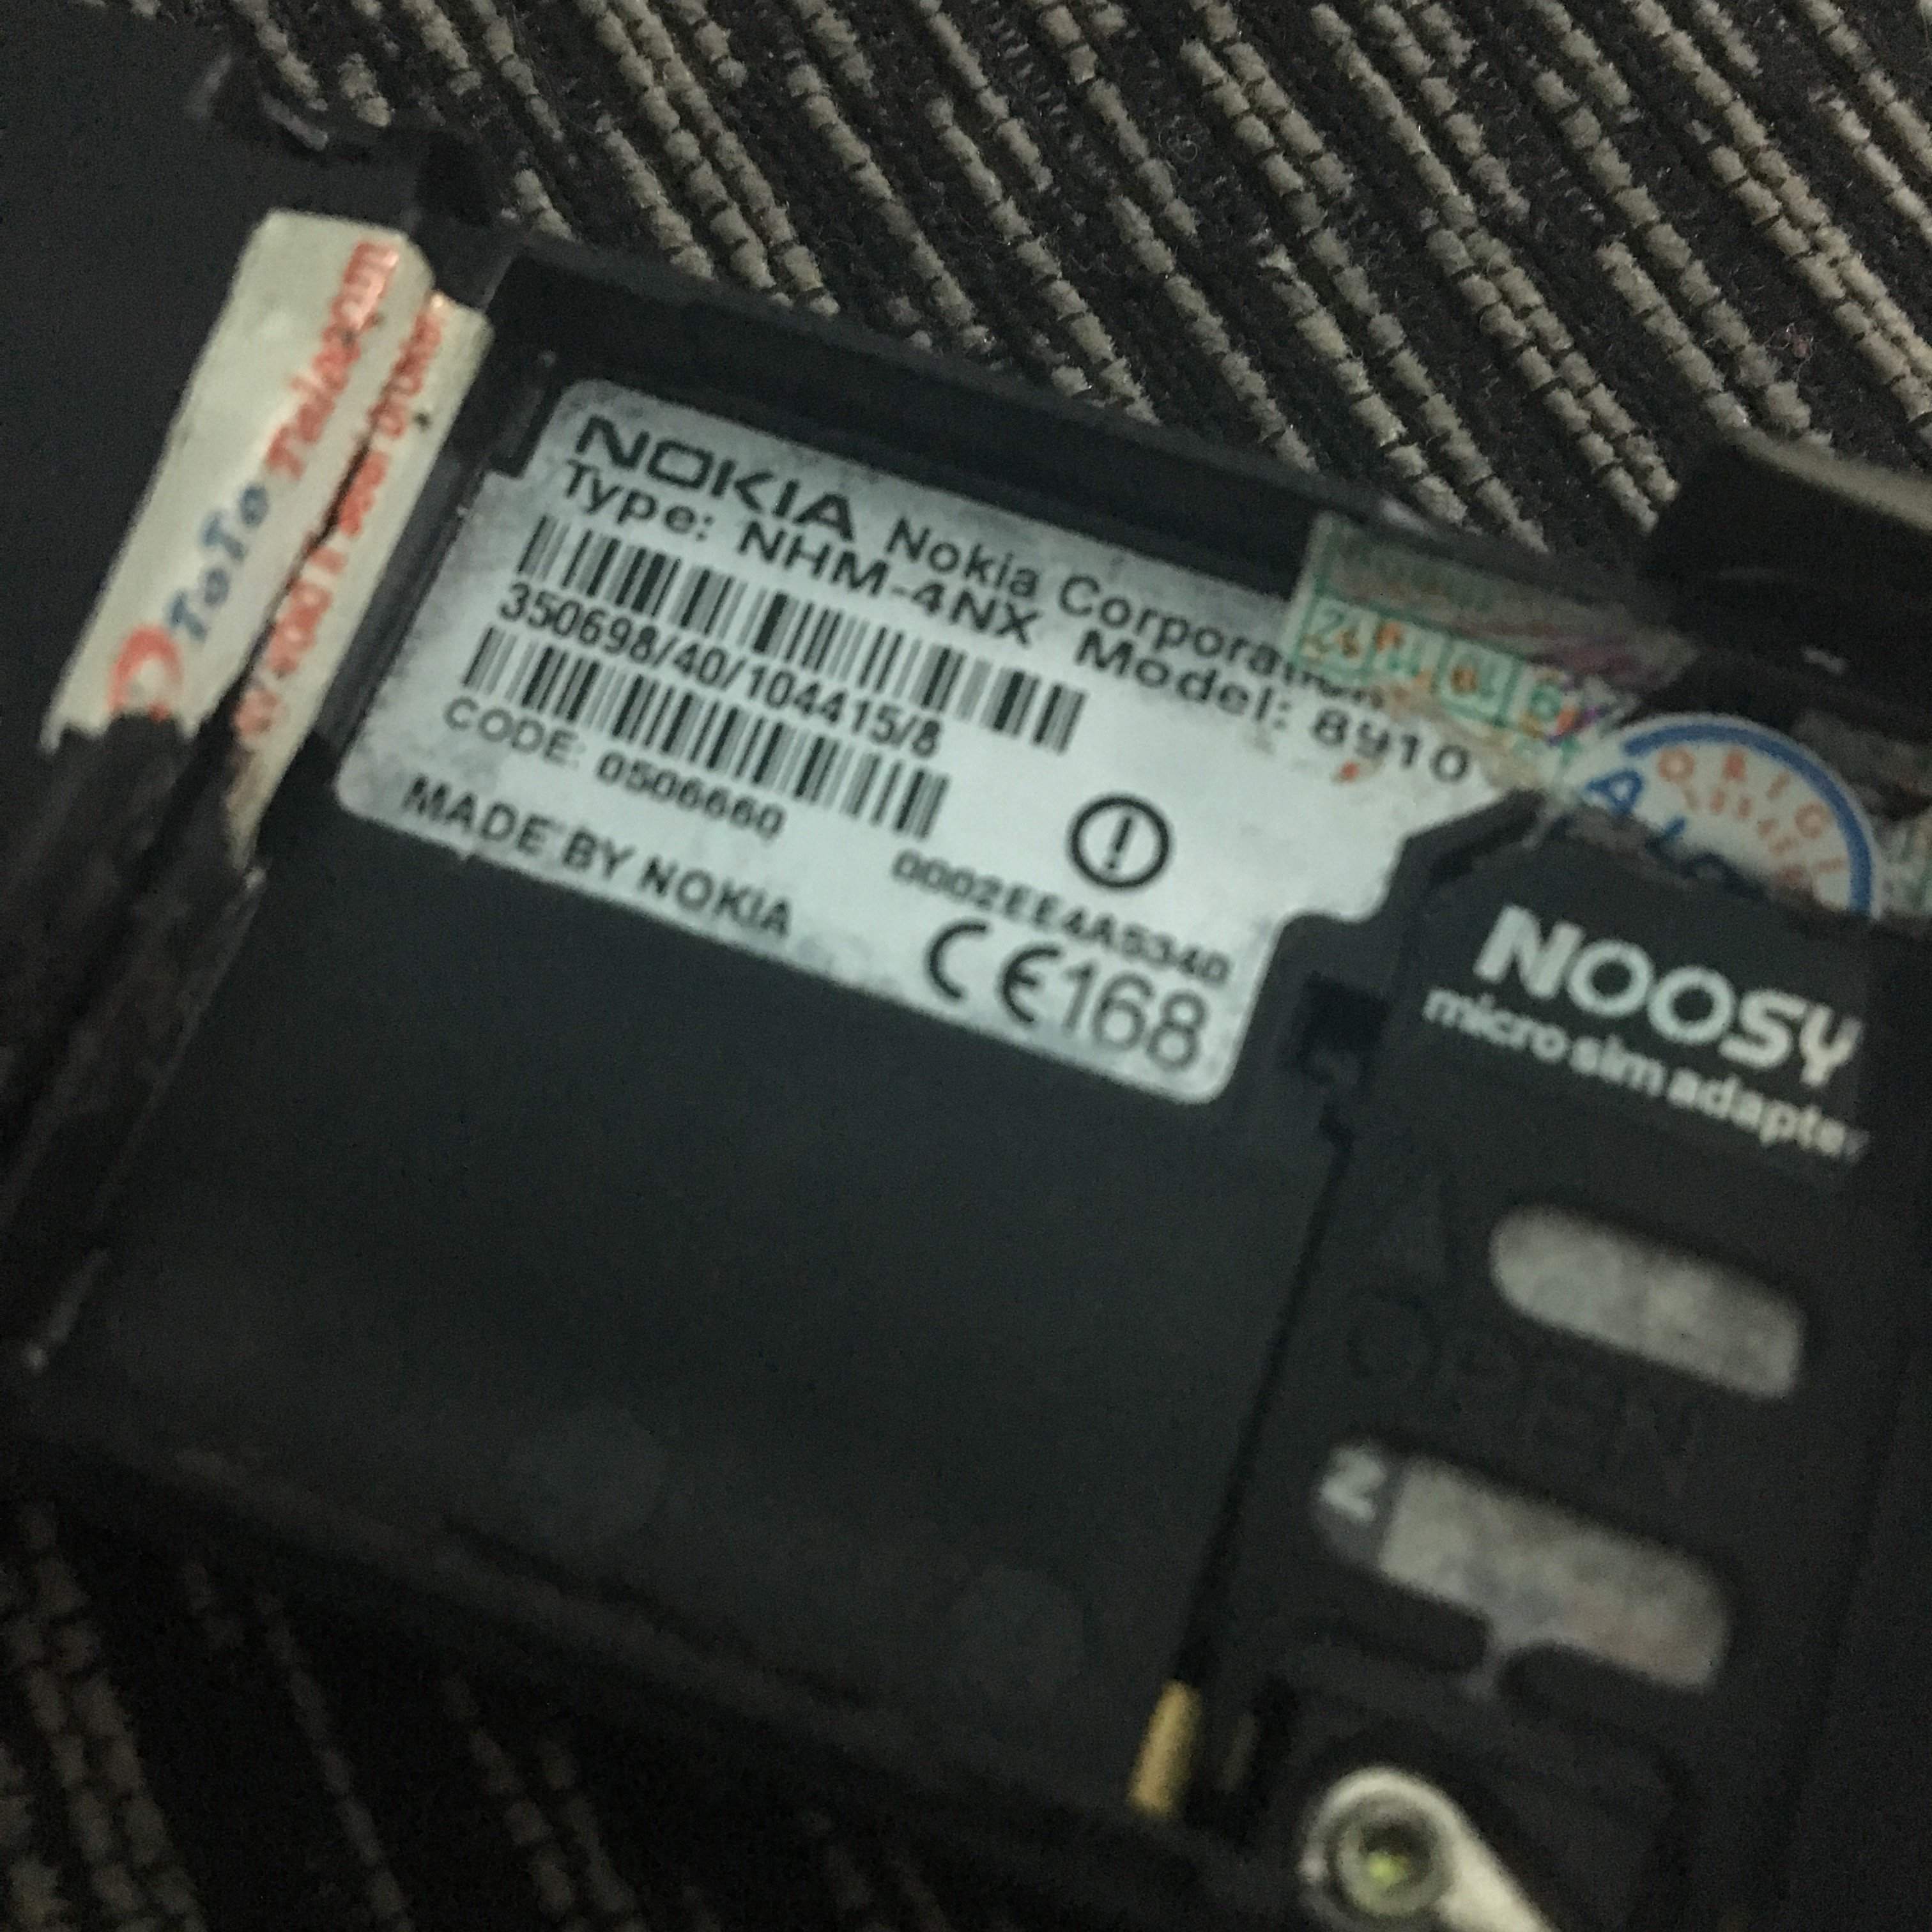 NOKIA Nokia Corporation
Type: NHM-4NX Model: 8910
350698/40/104415/8
CODE: 0506660
0002EE4A5340
MADE BY NOKIA
CE168
ToTo Telecom
NOOSY
micro sim adapter
2